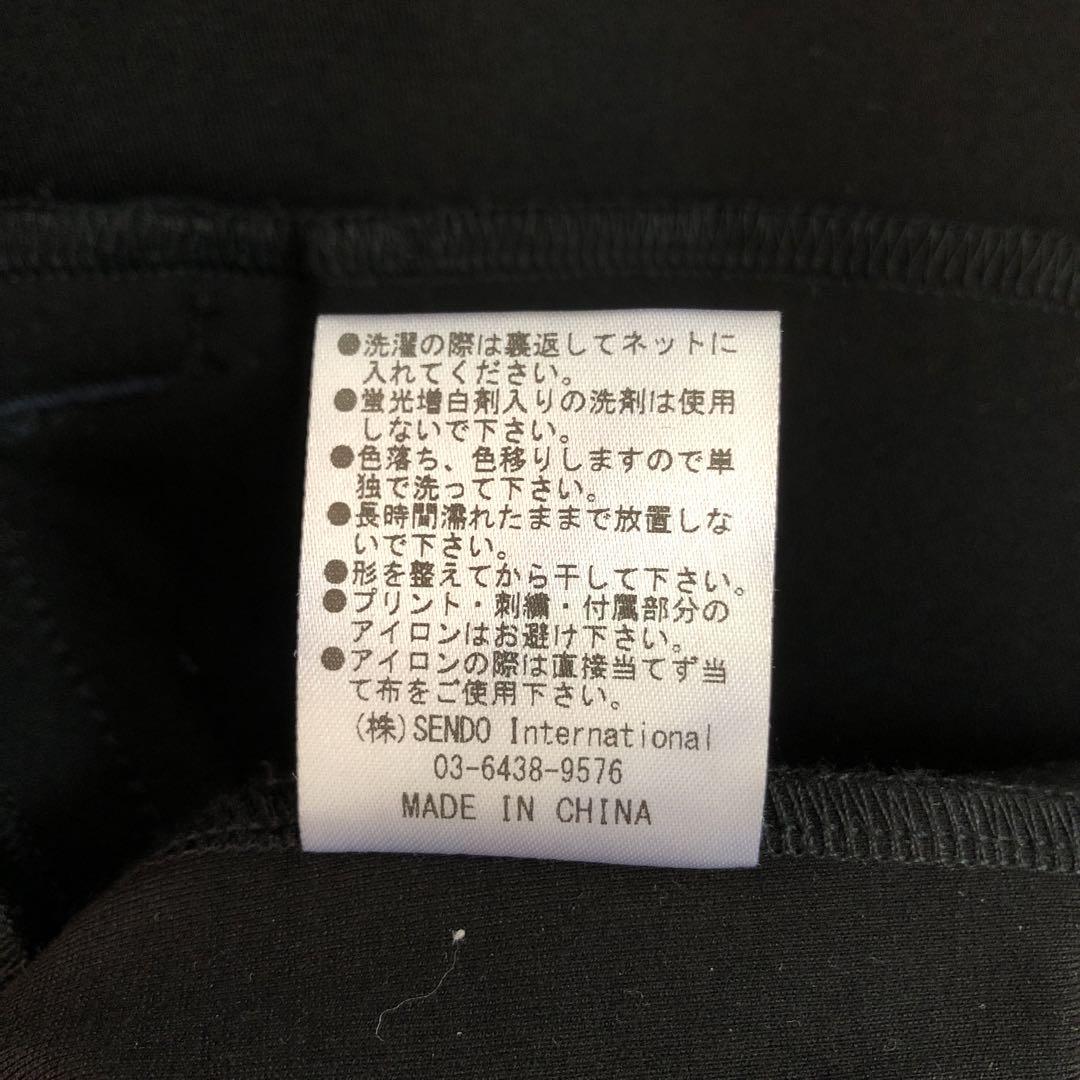 ●洗濯の際は裏返してネットに
入れてください。
●蛍光増白剤入りの洗剤は使用
しないで下さい。
●色落ち、色移りしますので単
独で洗って下さい。
●長時間濡れたままで放置しな
いで下さい。
●形を整えてから干して下さい。
●プリント・刺繍・付属部分の
アイロンはお避け下さい。
●アイロンの際は直接当てず当
て布をご使用下さい。
(株)SENDO International
03-6438-9576
MADE IN CHINA